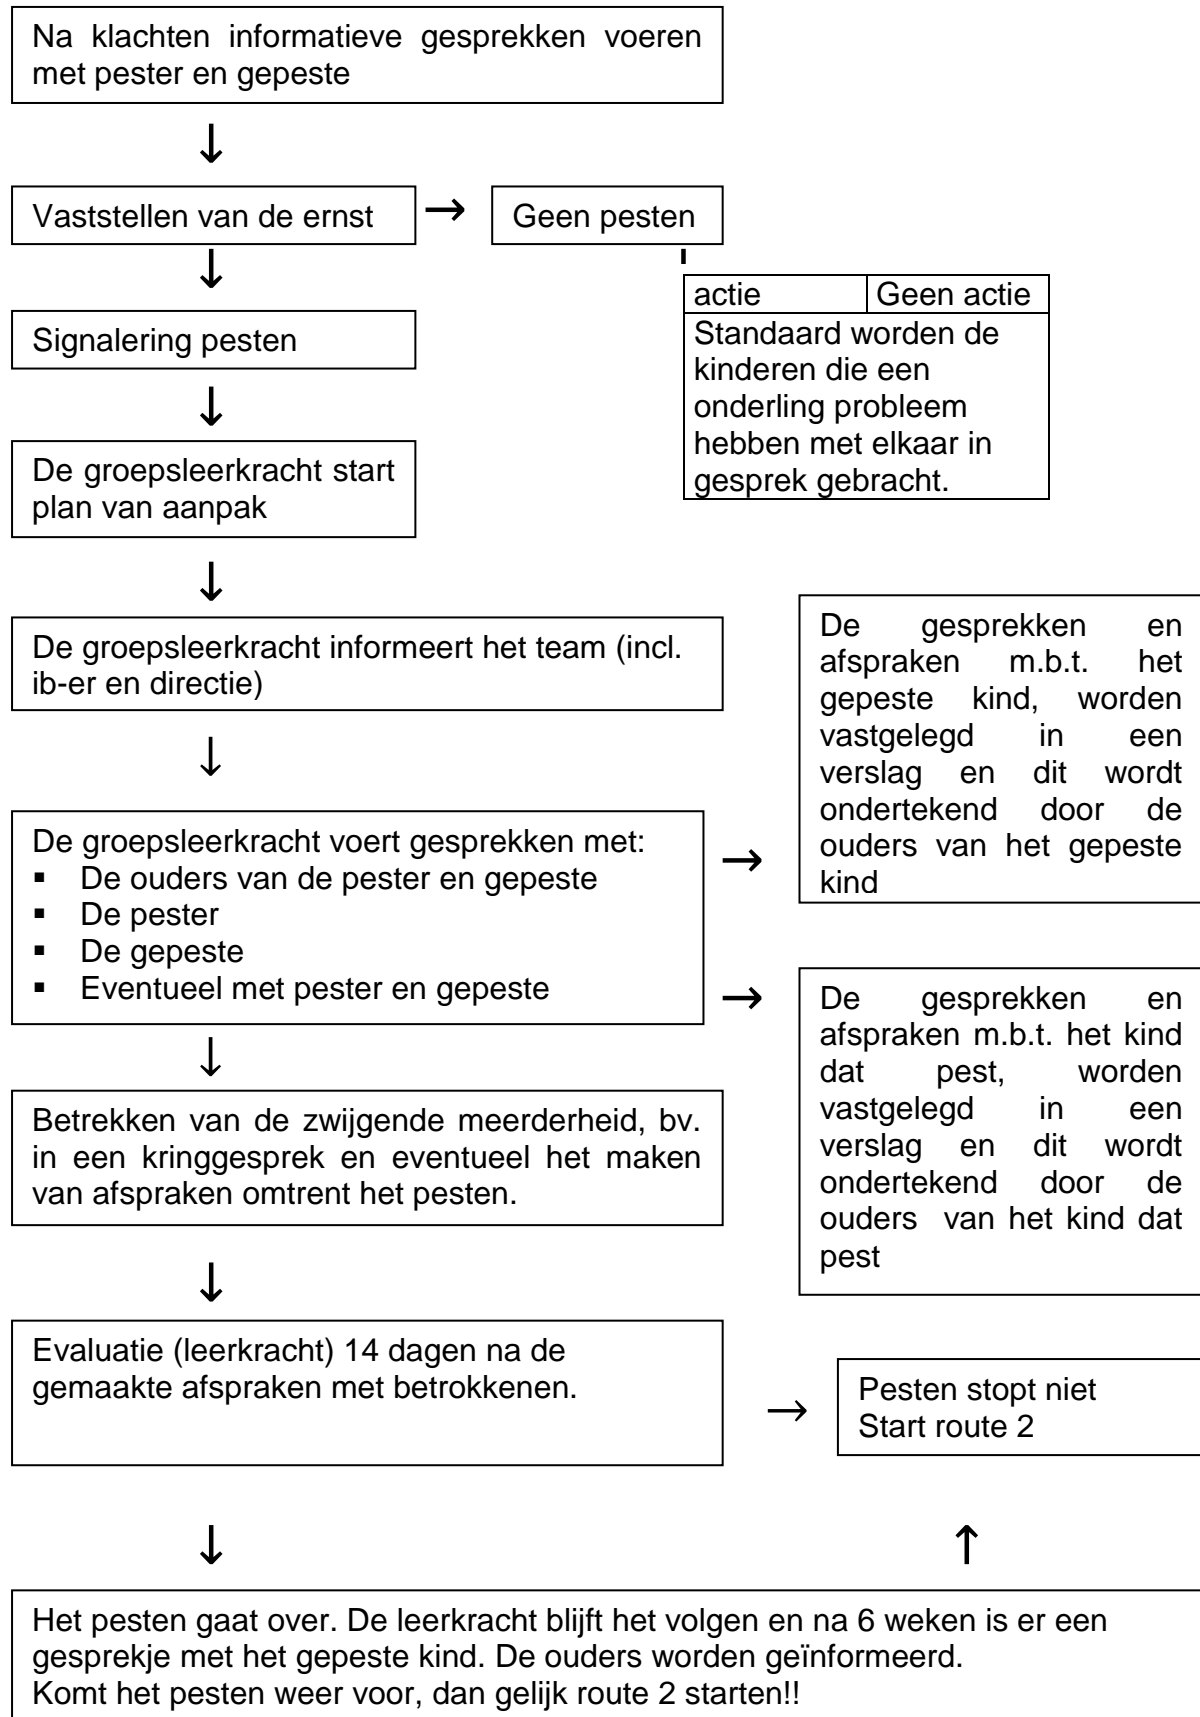 Na klachten informatieve gesprekken voeren
met pester en gepeste
↓
Vaststellen van de ernst
→
Geen pesten
↓
actie
Geen actie
Standaard worden de
kinderen die een
onderling probleem
hebben met elkaar in
gesprek gebracht.
Signalering pesten
↓
De groepsleerkracht start
plan van aanpak
↓
De groepsleerkracht informeert het team (incl.
ib-er en directie)
↓
De groepsleerkracht voert gesprekken met:
▪ De ouders van de pester en gepeste
▪ De pester
▪ De gepeste
▪ Eventueel met pester en gepeste
→
De gesprekken en
afspraken m.b.t. het
gepeste kind, worden
vastgelegd in een
verslag en dit wordt
ondertekend door de
ouders van het gepeste
kind
→
De gesprekken en
afspraken m.b.t. het kind
dat pest, worden
vastgelegd in een
verslag en dit wordt
ondertekend door de
ouders van het kind dat
pest
↓
Betrekken van de zwijgende meerderheid, bv.
in een kringgesprek en eventueel het maken
van afspraken omtrent het pesten.
↓
Evaluatie (leerkracht) 14 dagen na de
gemaakte afspraken met betrokkenen.
→
Pesten stopt niet
Start route 2
↓
↑
Het pesten gaat over. De leerkracht blijft het volgen en na 6 weken is er een
gesprekje met het gepeste kind. De ouders worden geïnformeerd.
Komt het pesten weer voor, dan gelijk route 2 starten!!